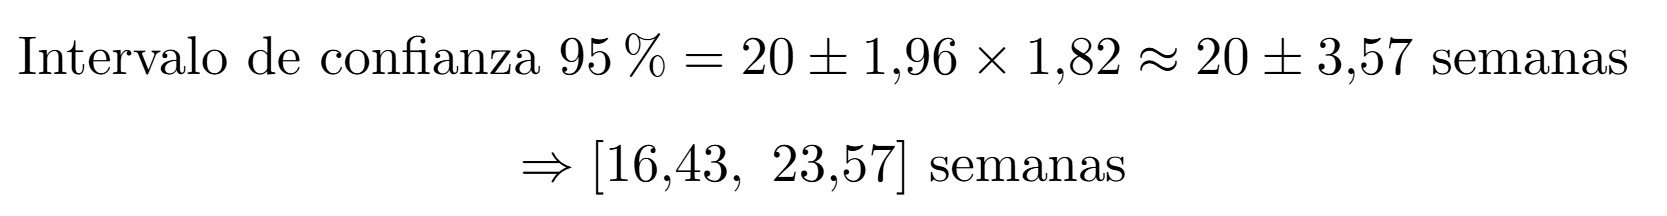 Intervalo de confianza 95 % = 20 ± 1,96 × 1,82 ≈ 20 ± 3,57 semanas
⇒ [16,43, 23,57] semanas